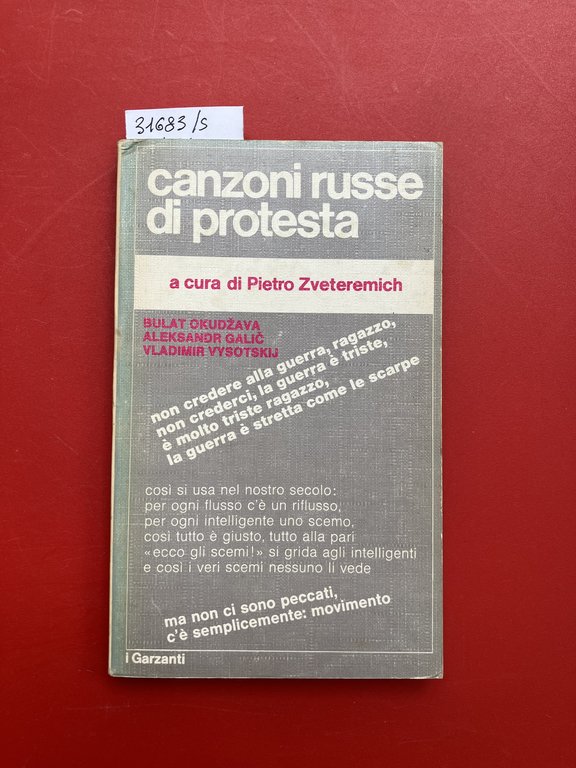 31683/s
canzoni russe
di protesta
a cura di Pietro Zveteremich
BULAT OKUDŽAVA
ALEKSANDR GALIČ
VLADIMIR VYSOTSKIJ
non credere alla guerra, ragazzo,
non crederci, la guerra è triste,
è molto triste ragazzo,
la guerra è stretta come le scarpe
così si usa nel nostro secolo:
per ogni flusso c'è un riflusso,
per ogni intelligente uno scemo,
così tutto è giusto, tutto alla pari
«ecco gli scemi!» si grida agli intelligenti
e così i veri scemi nessuno li vede
ma non ci sono peccati,
c'è semplicemente: movimento
i Garzanti